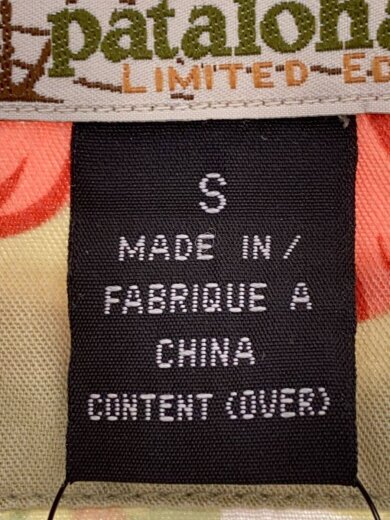 pataloha
LIMITED ED
S
MADE IN /
FABRIQUE A
CHINA
CONTENT (OVER)